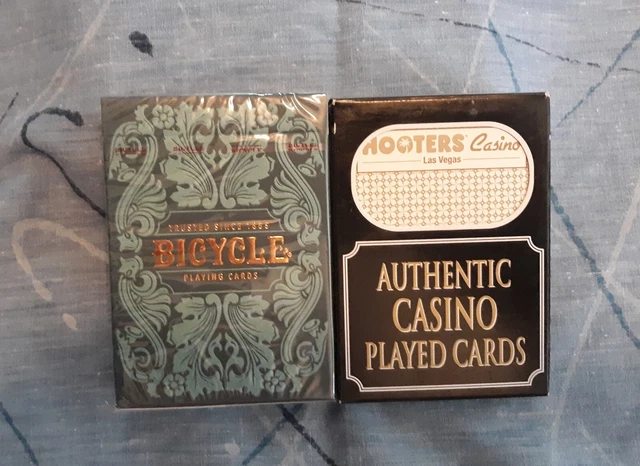 TRUSTED SINCE 1885
BICYCLE
PLAYING CARDS
HOOTERS Casino
Las Vegas
AUTHENTIC
CASINO
PLAYED CARDS